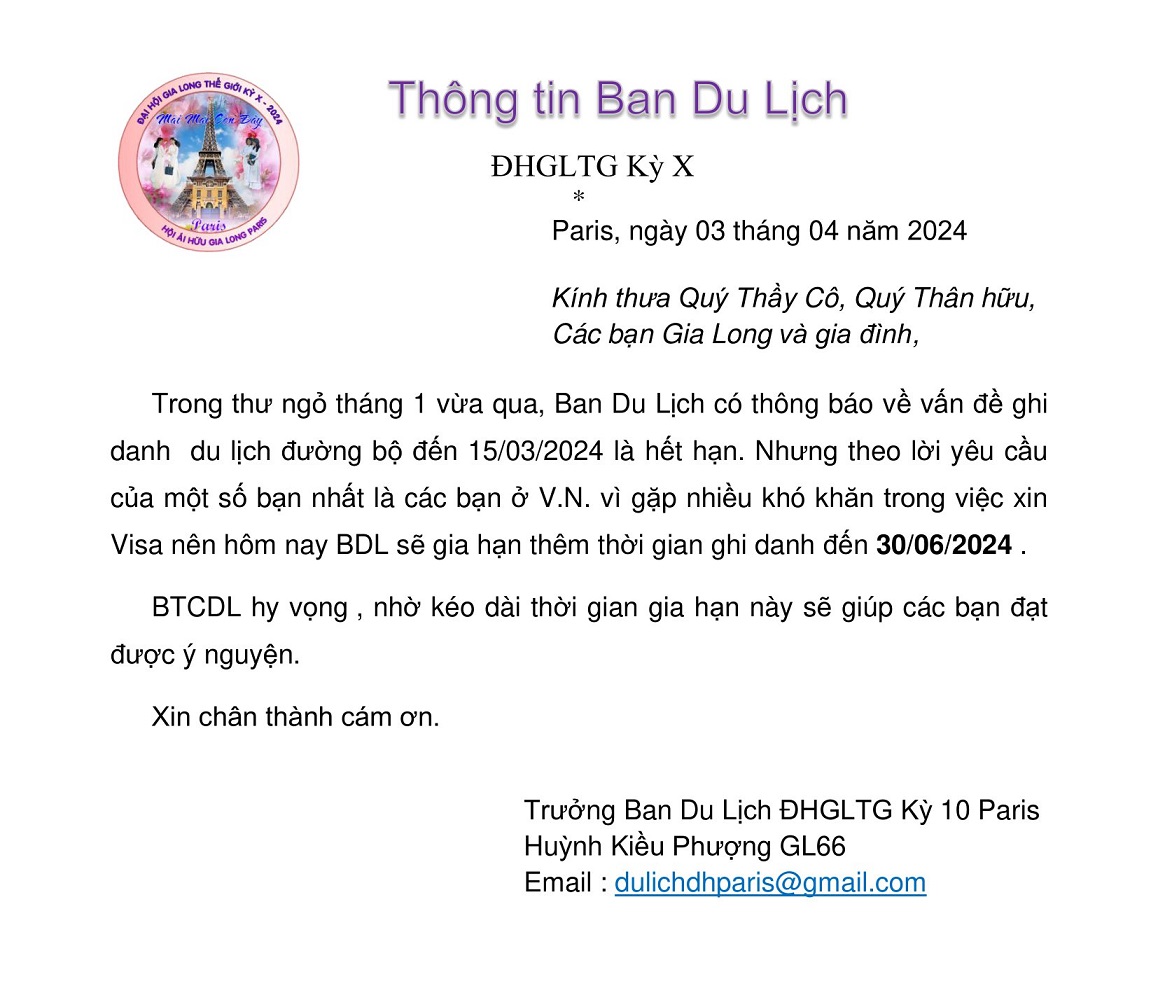 ĐẠI HỘI GIA LONG THẾ GIỚI KỲ X - 2024
Mãi Mãi Còn Đây
Paris
HỘI ÁI HỮU GIA LONG PARIS
Thông tin Ban Du Lịch
ĐHGLTG Kỳ X
*
Paris, ngày 03 tháng 04 năm 2024
Kính thưa Quý Thầy Cô, Quý Thân hữu,
Các bạn Gia Long và gia đình,
Trong thư ngỏ tháng 1 vừa qua, Ban Du Lịch có thông báo về vấn đề ghi
danh  du lịch đường bộ đến 15/03/2024 là hết hạn. Nhưng theo lời yêu cầu
của một số bạn nhất là các bạn ở V.N. vì gặp nhiều khó khăn trong việc xin
Visa nên hôm nay BDL sẽ gia hạn thêm thời gian ghi danh đến 30/06/2024 .
BTCDL hy vọng , nhờ kéo dài thời gian gia hạn này sẽ giúp các bạn đạt
được ý nguyện.
Xin chân thành cám ơn.
Trưởng Ban Du Lịch ĐHGLTG Kỳ 10 Paris
Huỳnh Kiều Phượng GL66
Email : dulichdhparis@gmail.com